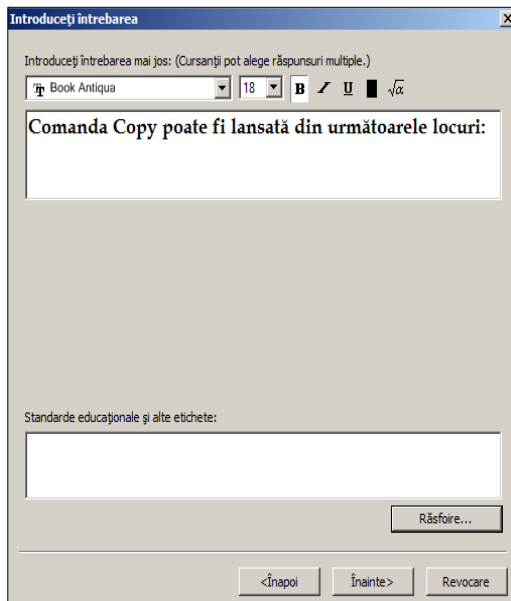 Introduceţi întrebarea
Introduceţi întrebarea mai jos: (Cursanţii pot alege răspunsuri multiple.)
Book Antiqua 18 B I U √α
Comanda Copy poate fi lansată din următoarele locuri:
Standarde educaţionale şi alte etichete:
Răsfoire...
<Înapoi Înainte> Revocare